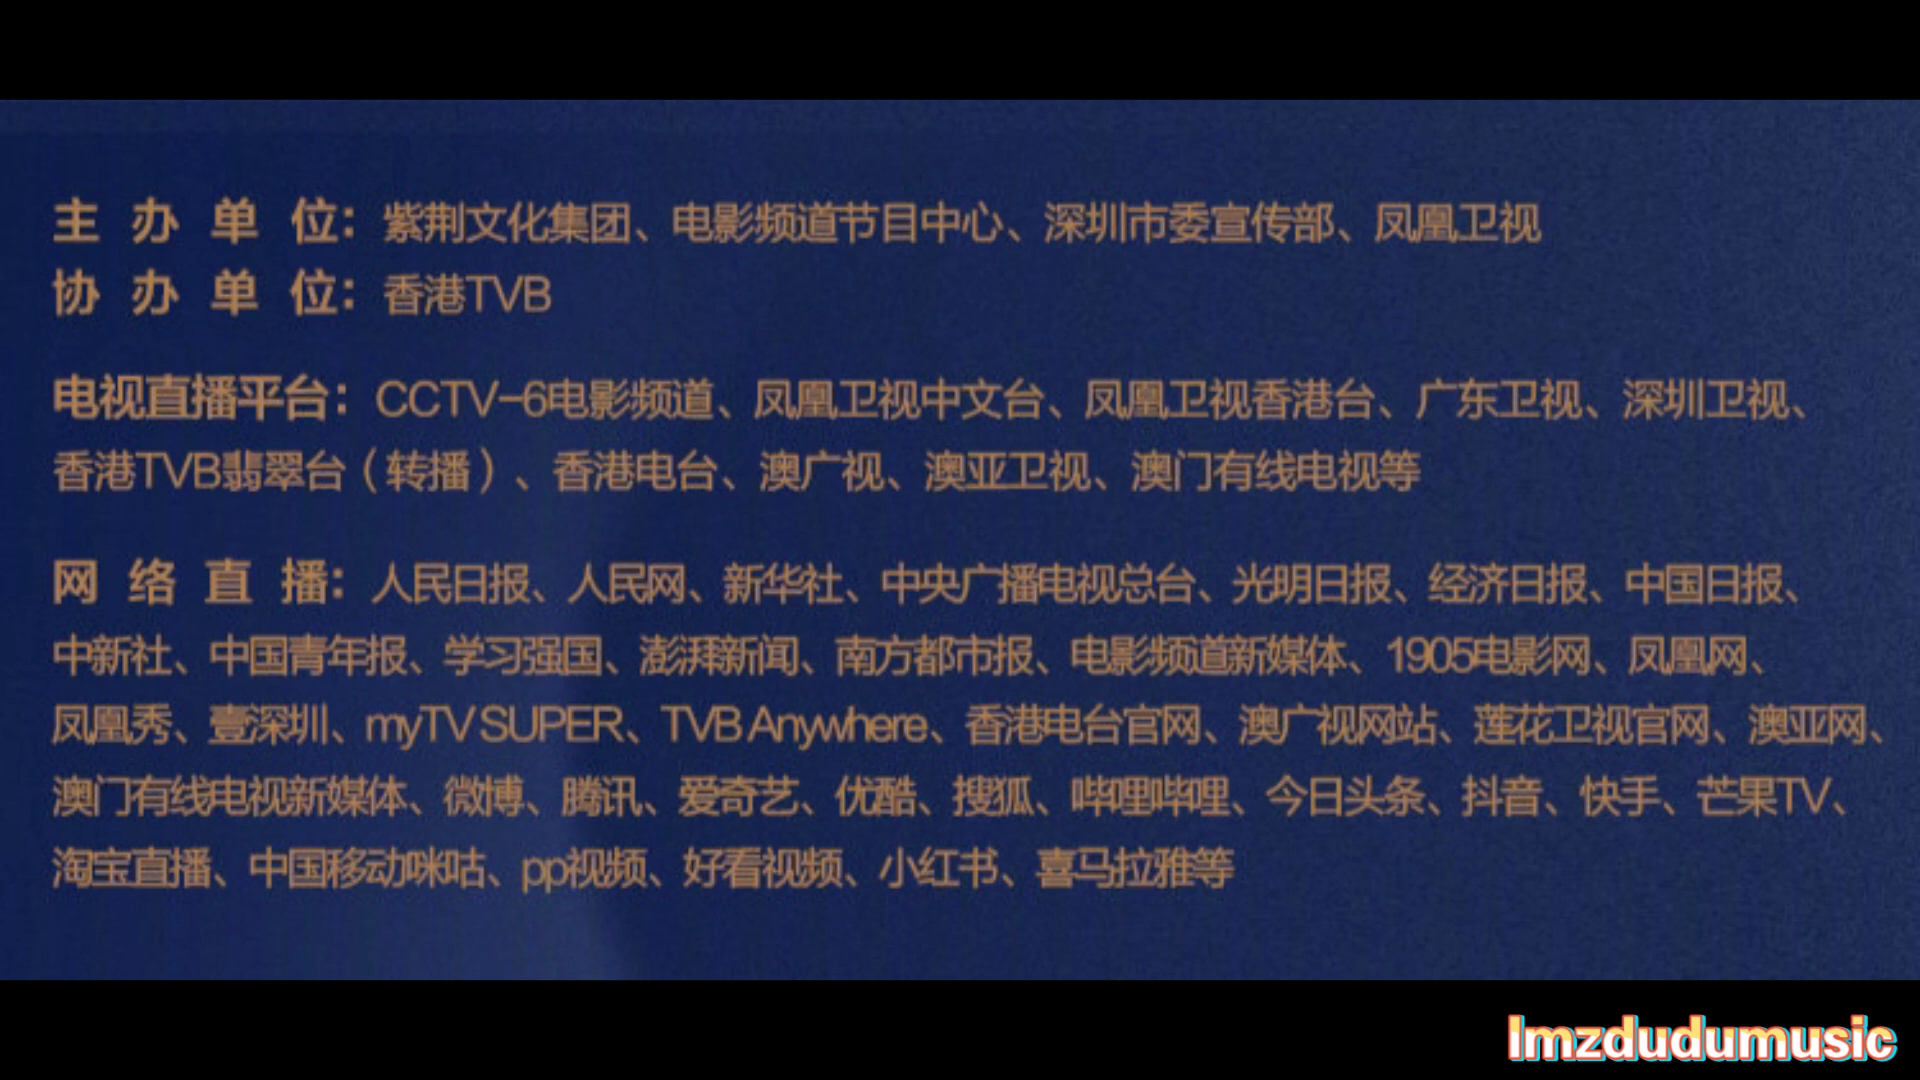 主办单位：紫荆文化集团、电影频道节目中心、深圳市委宣传部、凤凰卫视
协办单位：香港TVB
电视直播平台：CCTV-6电影频道、凤凰卫视中文台、凤凰卫视香港台、广东卫视、深圳卫视、
香港TVB翡翠台（转播）、香港电台、澳广视、澳亚卫视、澳门有线电视等
网络直播：人民日报、人民网、新华社、中央广播电视总台、光明日报、经济日报、中国日报、
中新社、中国青年报、学习强国、澎湃新闻、南方都市报、电影频道新媒体、1905电影网、凤凰网、
凤凰秀、壹深圳、myTV SUPER、TVB Anywhere、香港电台官网、澳广视网站、莲花卫视官网、澳亚网、
澳门有线电视新媒体、微博、腾讯、爱奇艺、优酷、搜狐、哔哩哔哩、今日头条、抖音、快手、芒果TV、
淘宝直播、中国移动咪咕、pp视频、好看视频、小红书、喜马拉雅等
lmzdudumusic